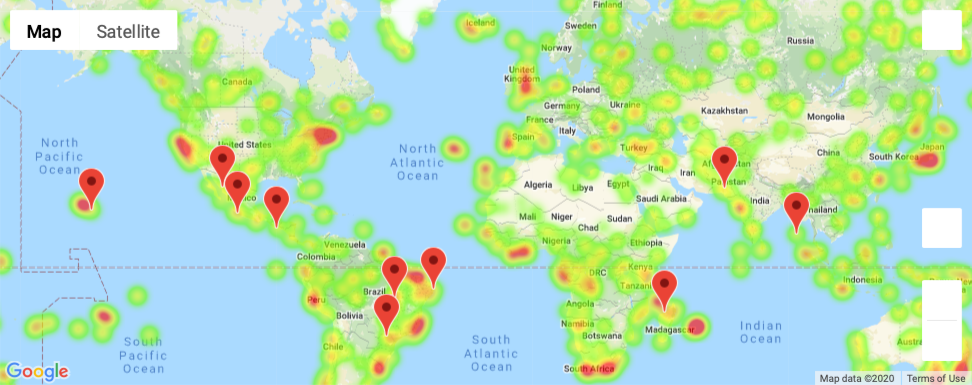 Map
Satellite
Iceland
Finland
Sweden
Norway
Russia
Canada
United
Kingdom
Poland
Germany
Ukraine
Kazakhstan
France
Mongolia
North
Pacific
Ocean
United States
North
Atlantic
Ocean
Spain
Italy
Turkey
China
South Korea
Japan
Iraq
Iran
Pakistan
Algeria
Libya
Egypt
Saudi Arabia
India
Thailand
Mali
Niger
Chad
Sudan
Nigeria
Ethiopia
Venezuela
Colombia
DRC
Kenya
Indonesia
Brazil
Peru
Tanzania
Angola
Bolivia
Namibia
Botswana
Madagascar
Chile
South
Pacific
Ocean
South
Atlantic
Ocean
Indian
Ocean
South Africa
Google
Map data ©2020
Terms of Use